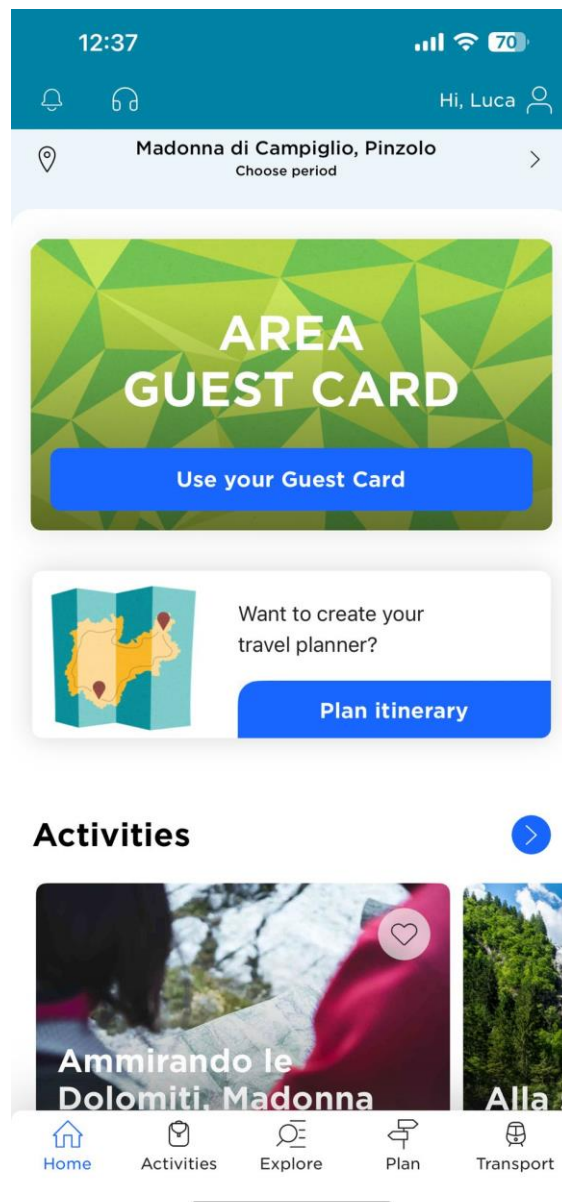 12:37
70
Hi, Luca
Madonna di Campiglio, Pinzolo
Choose period
AREA
GUEST CARD
Use your Guest Card
Want to create your
travel planner?
Plan itinerary
Activities
Ammirando le
Dolomiti, Madonna
Alla
Home
Activities
Explore
Plan
Transport